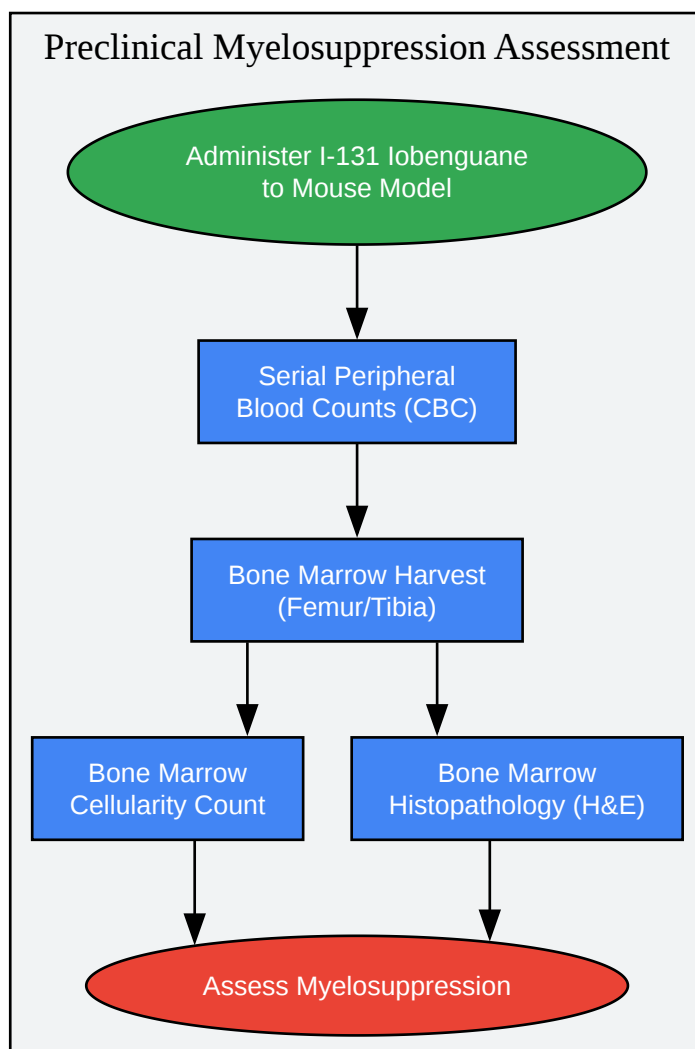 Preclinical Myelosuppression Assessment
Administer I-131 Iobenguane
to Mouse Model
Serial Peripheral
Blood Counts (CBC)
Bone Marrow Harvest
(Femur/Tibia)
Bone Marrow
Cellularity Count
Bone Marrow
Histopathology (H&E)
Assess Myelosuppression